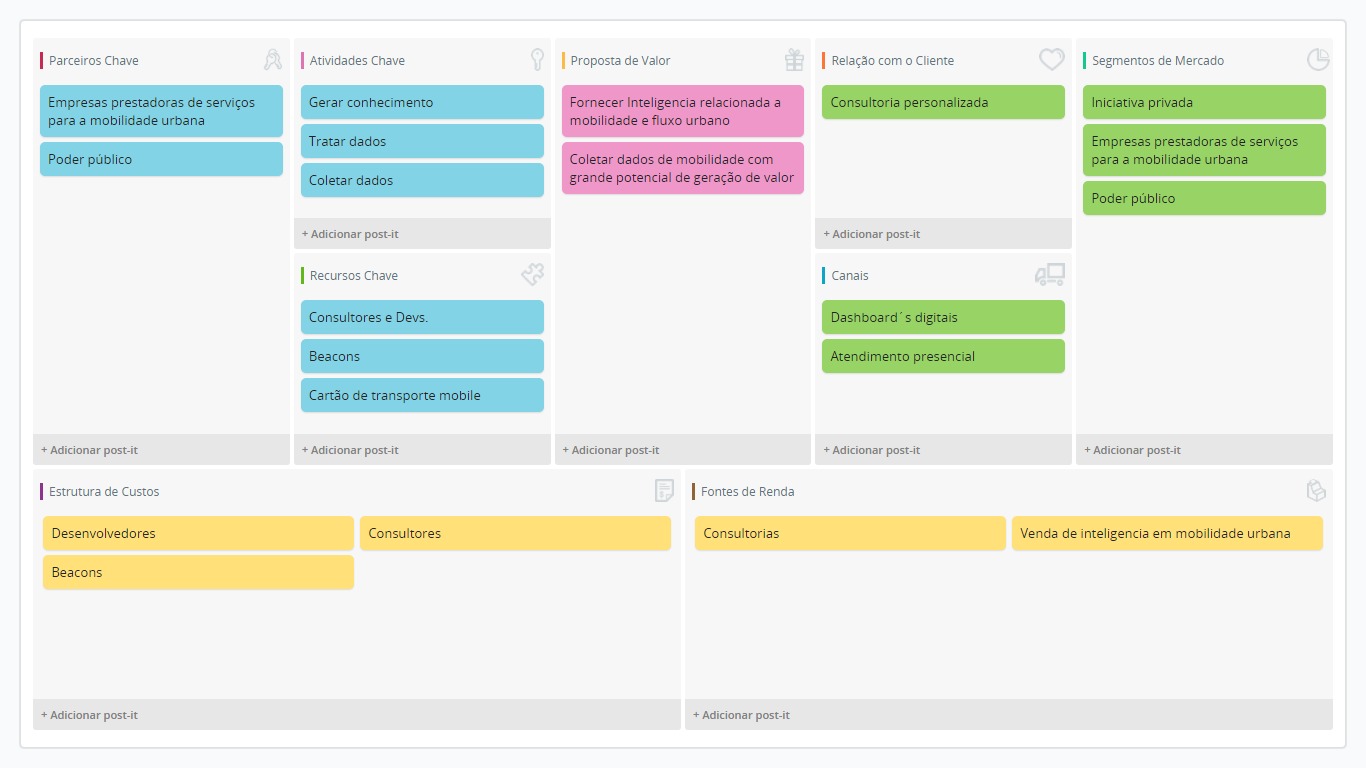 Parceiros Chave
Empresas prestadoras de serviços
para a mobilidade urbana
Poder público
+ Adicionar post-it
Atividades Chave
Gerar conhecimento
Tratar dados
Coletar dados
+ Adicionar post-it
Recursos Chave
Consultores e Devs.
Beacons
Cartão de transporte mobile
+ Adicionar post-it
Proposta de Valor
Fornecer Inteligencia relacionada a
mobilidade e fluxo urbano
Coletar dados de mobilidade com
grande potencial de geração de valor
+ Adicionar post-it
Relação com o Cliente
Consultoria personalizada
+ Adicionar post-it
Canais
Dashboard´s digitais
Atendimento presencial
+ Adicionar post-it
Segmentos de Mercado
Iniciativa privada
Empresas prestadoras de serviços
para a mobilidade urbana
Poder público
+ Adicionar post-it
Estrutura de Custos
Desenvolvedores
Consultores
Beacons
+ Adicionar post-it
Fontes de Renda
Consultorias
Venda de inteligencia em mobilidade urbana
+ Adicionar post-it